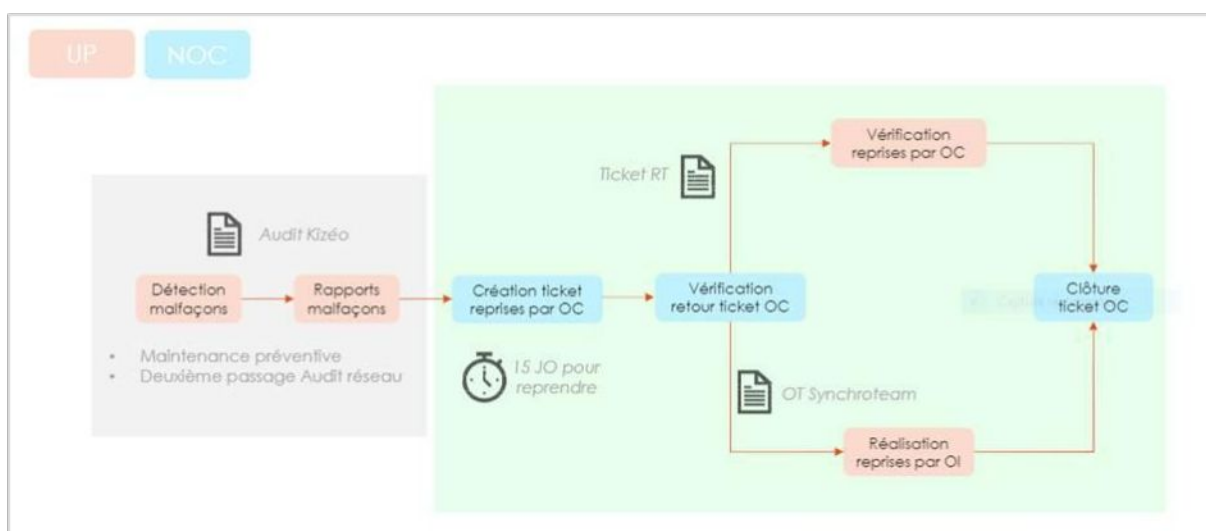 UP
NOC
Vérification
reprises par OC
Ticket RT
Audit Kizéo
Détection
malfaçons
Rapports
malfaçons
Création ticket
reprises par OC
Vérification
retour ticket OC
Clôture
ticket OC
• Maintenance préventive
• Deuxième passage Audit réseau
15 JO pour
reprendre
OT Synchroteam
Réalisation
reprises par OI